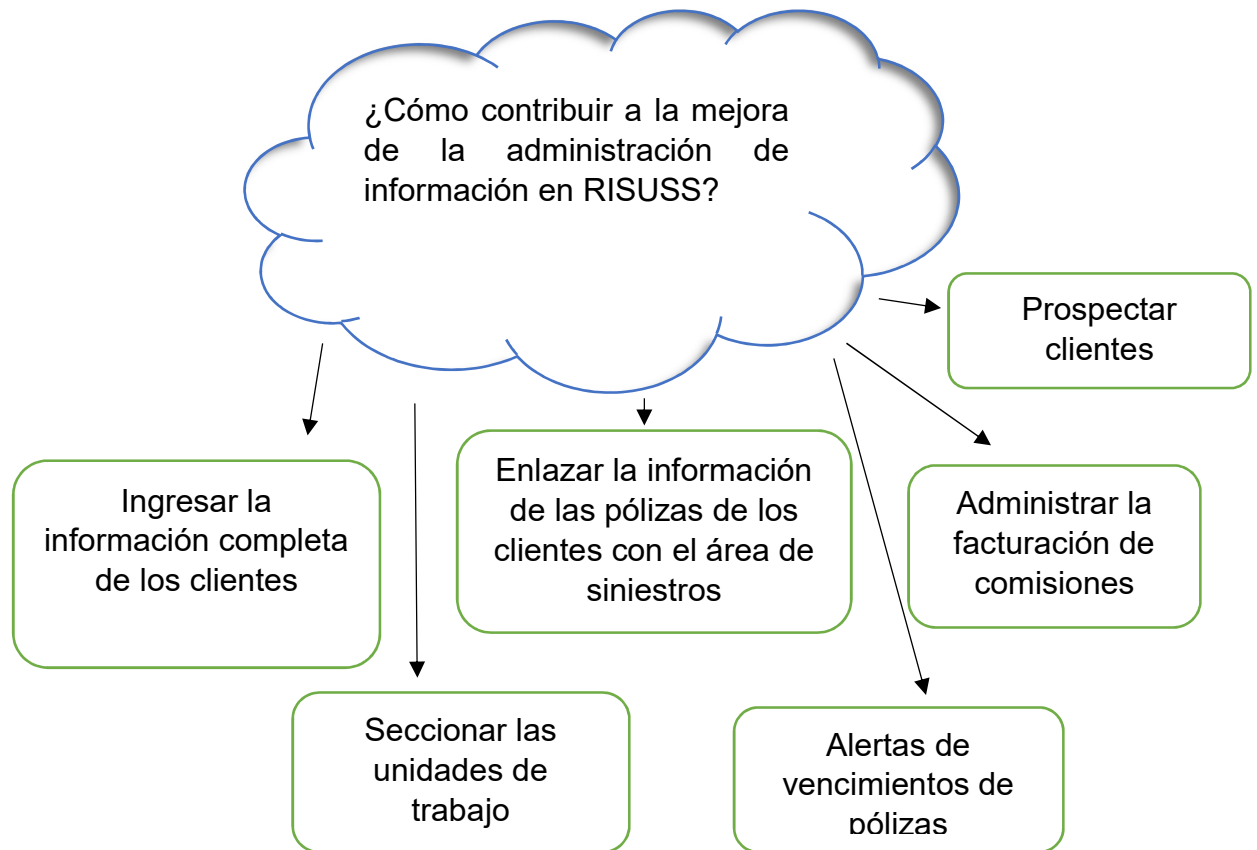 ¿Cómo contribuir a la mejora
de la administración de
información en RISUSS?
Prospectar
clientes
Ingresar la
información completa
de los clientes
Enlazar la información
de las pólizas de los
clientes con el área de
siniestros
Administrar la
facturación de
comisiones
Seccionar las
unidades de
trabajo
Alertas de
vencimientos de
pólizas